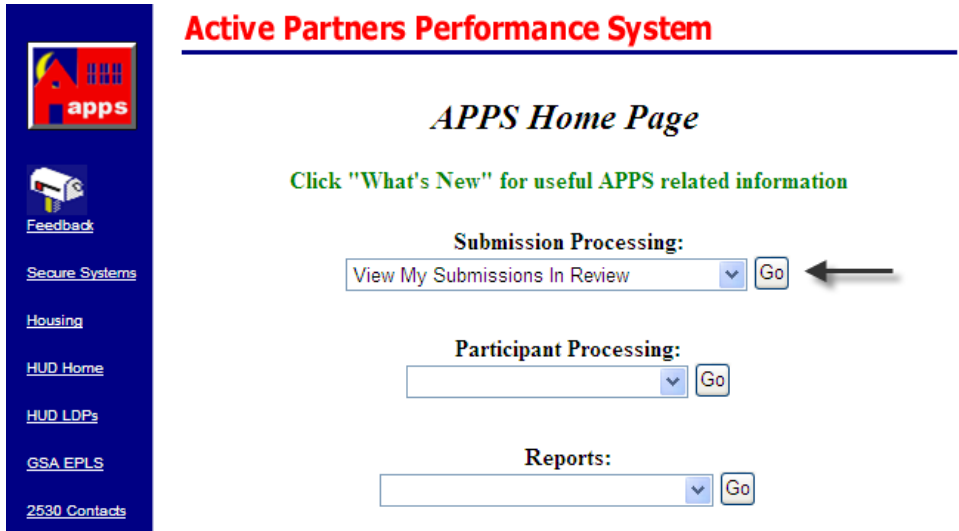 Active Partners Performance System
apps
APPS Home Page
Click "What's New" for useful APPS related information
Feedback
Submission Processing:
Secure Systems
View My Submissions In Review
Go
Housing
Participant Processing:
HUD Home
Go
HUD LDPs
GSA EPLS
Reports:
Go
2530 Contacts